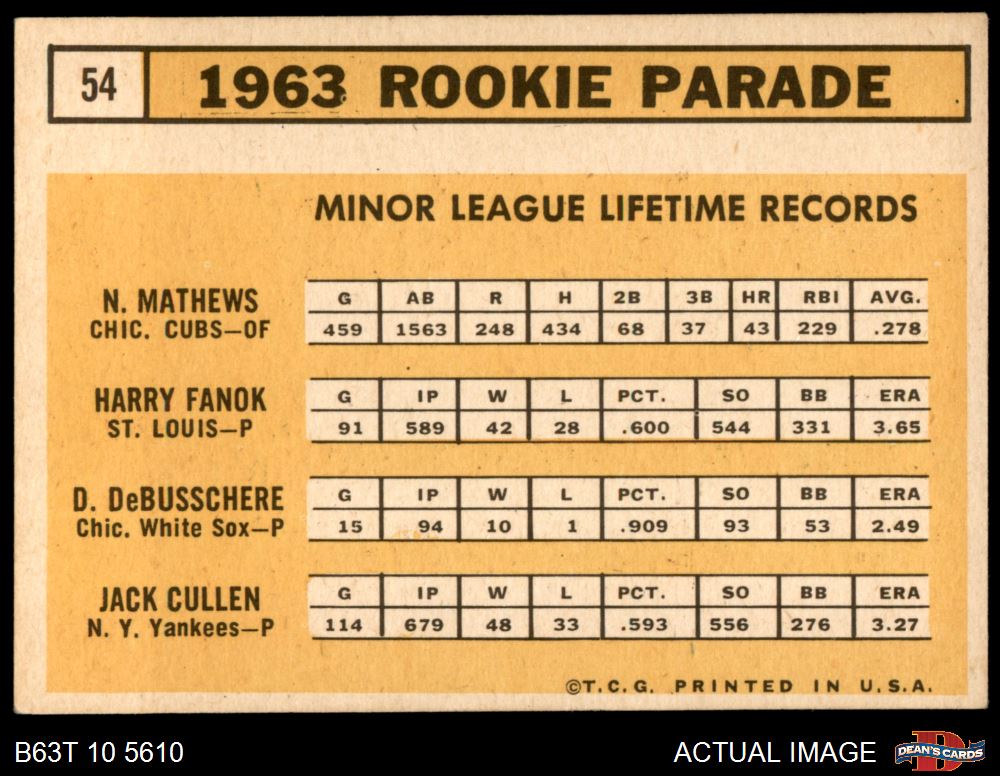 54 1963 ROOKIE PARADE
MINOR LEAGUE LIFETIME RECORDS
N. MATHEWS
CHIC. CUBS—OF
G AB R H 2B 3B HR RBI AVG.
459 1563 248 434 68 37 43 229 .278
HARRY FANOK
ST. LOUIS—P
G IP W L PCT. SO BB ERA
91 589 42 28 .600 544 331 3.65
D. DeBUSSCHERE
Chic. White Sox—P
G IP W L PCT. SO BB ERA
15 94 10 1 .909 93 53 2.49
JACK CULLEN
N. Y. Yankees—P
G IP W L PCT. SO BB ERA
114 679 48 33 .593 556 276 3.27
©T.C.G. PRINTED IN U.S.A.
B63T 10 5610
ACTUAL IMAGE
D
DEAN'S CARDS